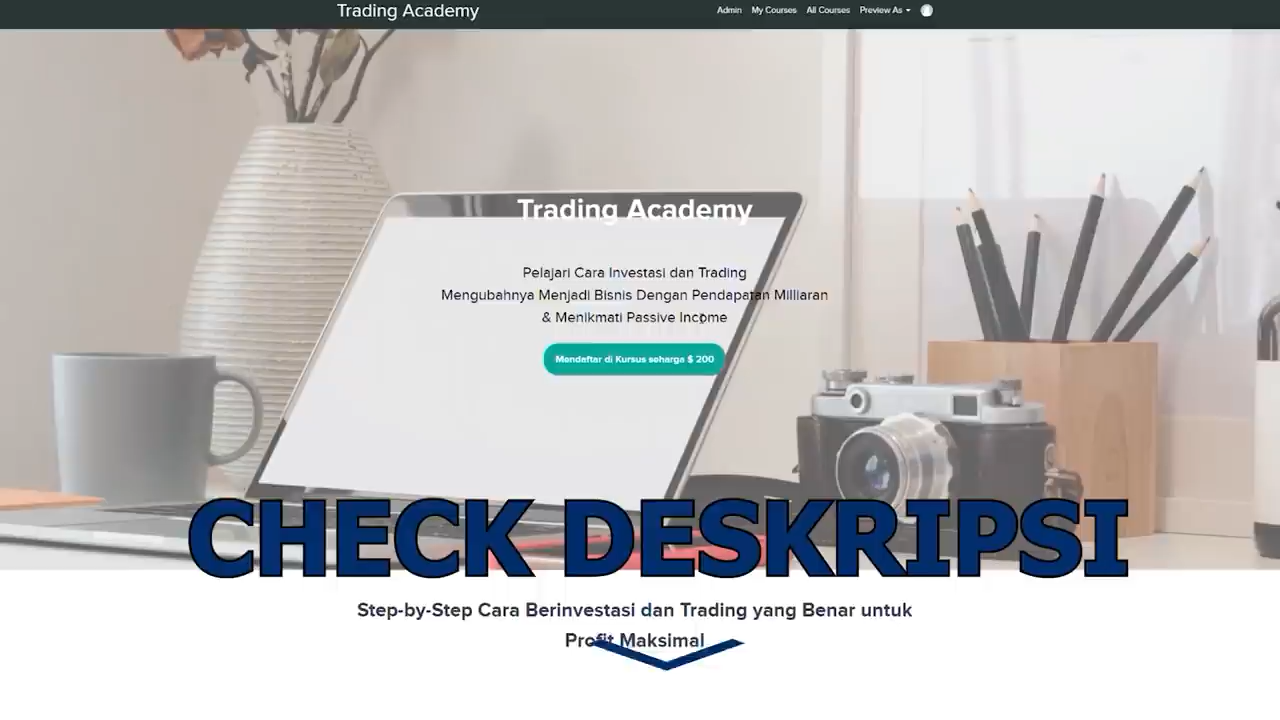 Trading Academy
Admin My Courses All Courses Preview As
Trading Academy
Pelajari Cara Investasi dan Trading
Mengubahnya Menjadi Bisnis Dengan Pendapatan Milliaran
& Menikmati Passive Income
Mendaftar di Kursus seharga $ 200
CHECK DESKRIPSI
Step-by-Step Cara Berinvestasi dan Trading yang Benar untuk
Profit Maksimal